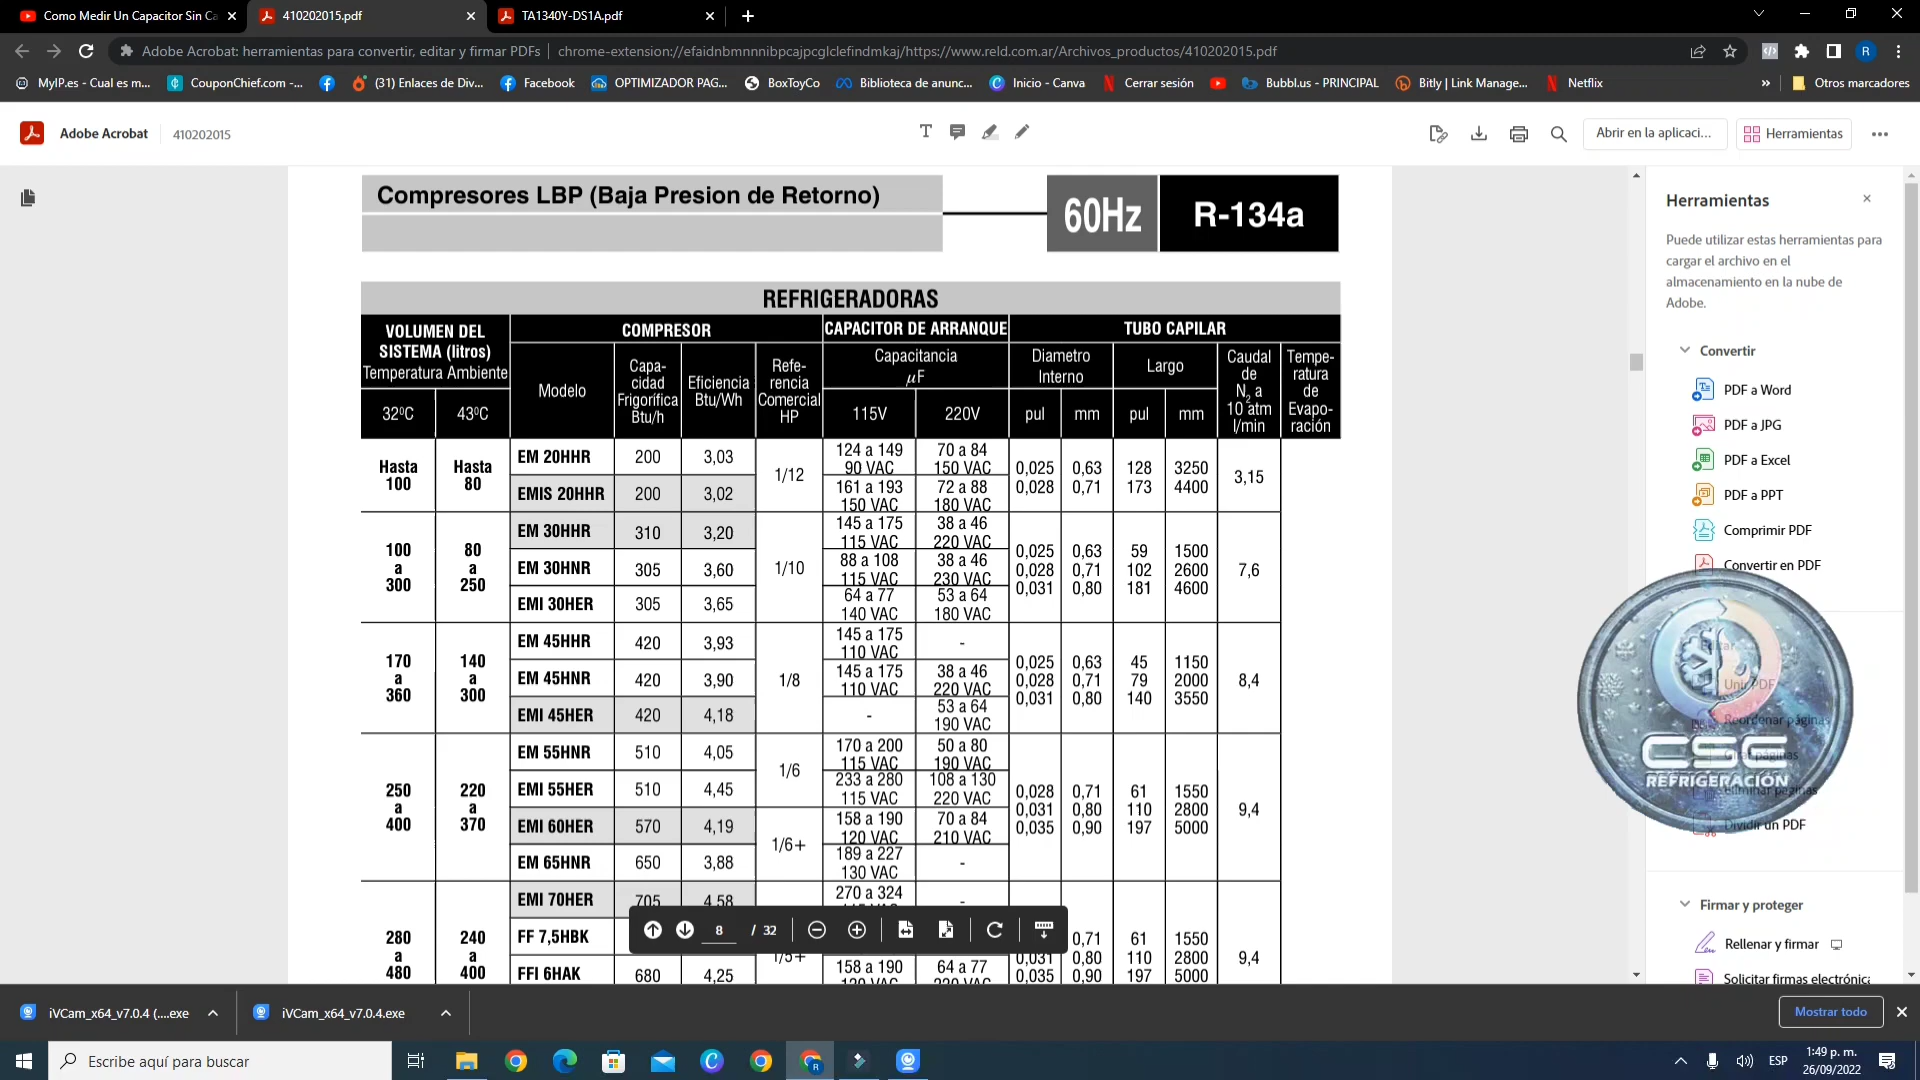 Como Medir Un Capacitor Sin Ca
410202015.pdf
TA1340Y-DS1A.pdf
Adobe Acrobat: herramientas para convertir, editar y firmar PDFs | chrome-extension://efaidnbmnnnibpcajpcglclefindmkaj/https://www.reld.com.ar/Archivos_productos/410202015.pdf
R
MyIP.es - Cual es m...
CouponChief.com -...
(31) Enlaces de Div...
Facebook
OPTIMIZADOR PAG...
BoxToyCo
Biblioteca de anunc...
Inicio - Canva
Cerrar sesión
Bubbl.us - PRINCIPAL
Bitly | Link Manage...
Netflix
»
Otros marcadores
Adobe Acrobat
410202015
Abrir en la aplicaci...
Herramientas
Compresores LBP (Baja Presion de Retorno)
60Hz
R-134a
REFRIGERADORAS
VOLUMEN DEL SISTEMA (litros) Temperatura Ambiente
COMPRESOR
CAPACITOR DE ARRANQUE
TUBO CAPILAR
Modelo
Capa-cidad Frigorífica Btu/h
Eficiencia Btu/Wh
Refe-rencia Comercial HP
Capacitancia µF
Diametro Interno
Largo
Caudal de N2 a 10 atm l/min
Tempe-ratura de Evapo-ración
32ºC 43ºC 115V 220V pul mm pul mm
Hasta 100
Hasta 80
EM 20HHR 200 3,03 1/12 124 a 149 90 VAC 70 a 84 150 VAC
EMIS 20HHR 200 3,02 161 a 193 150 VAC 72 a 88 180 VAC
0,025 0,63 128 3250
0,028 0,71 173 4400
3,15
100 a 300
80 a 250
EM 30HHR 310 3,20 145 a 175 115 VAC 38 a 46 220 VAC
EM 30HNR 305 3,60 1/10 88 a 108 115 VAC 38 a 46 230 VAC
EMI 30HER 305 3,65 64 a 77 140 VAC 53 a 64 180 VAC
0,025 0,63 59 1500
0,028 0,71 102 2600
0,031 0,80 181 4600
7,6
170 a 360
140 a 300
EM 45HHR 420 3,93 145 a 175 110 VAC -
EM 45HNR 420 3,90 1/8 145 a 175 110 VAC 38 a 46 220 VAC
EMI 45HER 420 4,18 - 53 a 64 190 VAC
0,025 0,63 45 1150
0,028 0,71 79 2000
0,031 0,80 140 3550
8,4
250 a 400
220 a 370
EM 55HNR 510 4,05 1/6 170 a 200 115 VAC 50 a 80 190 VAC
EMI 55HER 510 4,45 233 a 280 115 VAC 108 a 130 220 VAC
EMI 60HER 570 4,19 1/6+ 158 a 190 120 VAC 70 a 84 210 VAC
EM 65HNR 650 3,88 189 a 227 130 VAC -
0,028 0,71 61 1550
0,031 0,80 110 2800
0,035 0,90 197 5000
9,4
280 a 480
240 a 400
EMI 70HER 705 4,58 270 a 324 -
FF 7,5HBK
FFI 6HAK 680 4,25 1/5+ 158 a 190 64 a 77
0,71 61 1550
0,031 0,80 110 2800
0,035 0,90 197 5000
9,4
8 / 32
Herramientas
Puede utilizar estas herramientas para
cargar el archivo en el
almacenamiento en la nube de
Adobe.
Convertir
PDF a Word
PDF a JPG
PDF a Excel
PDF a PPT
Comprimir PDF
Convertir en PDF
Editar
Unir PDF
Reordenar páginas
Girar páginas
Eliminar páginas
Dividir un PDF
CSG
REFRIGERACIÓN
Firmar y proteger
Rellenar y firmar
Solicitar firmas electrónica
iVCam_x64_v7.0.4 (....exe
iVCam_x64_v7.0.4.exe
Mostrar todo
Escribe aquí para buscar
ESP
1:49 p. m.
26/09/2022